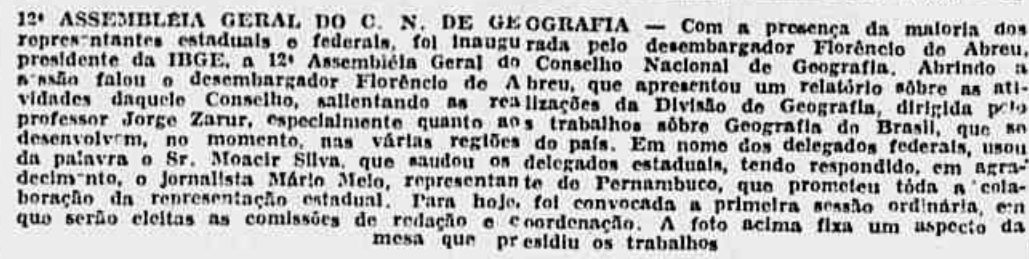 12ª ASSEMBLÉIA GERAL DO C. N. DE GEOGRAFIA — Com a presença da maioria dos
representantes estaduais e federais, foi inaugurada pelo desembargador Florêncio de Abreu,
presidente da IBGE, a 12ª Assembléia Geral do Conselho Nacional de Geografia. Abrindo a
sessão falou o desembargador Florêncio de Abreu, que apresentou um relatório sôbre as ati-
vidades daquele Conselho, salientando as realizações da Divisão de Geografia, dirigida pelo
professor Jorge Zarur, especialmente quanto aos trabalhos sôbre Geografia do Brasil, que se
desenvolvem, no momento, nas várias regiões do país. Em nome dos delegados federais, usou
da palavra o Sr. Moacir Silva, que saudou os delegados estaduais, tendo respondido, em agra-
decimento, o jornalista Mário Melo, representante de Pernambuco, que prometeu tôda a cola-
boração da representação estadual. Para hoje, foi convocada a primeira sessão ordinária, em
que serão eleitas as comissões de redação e coordenação. A foto acima fixa um aspecto da
mesa que presidiu os trabalhos